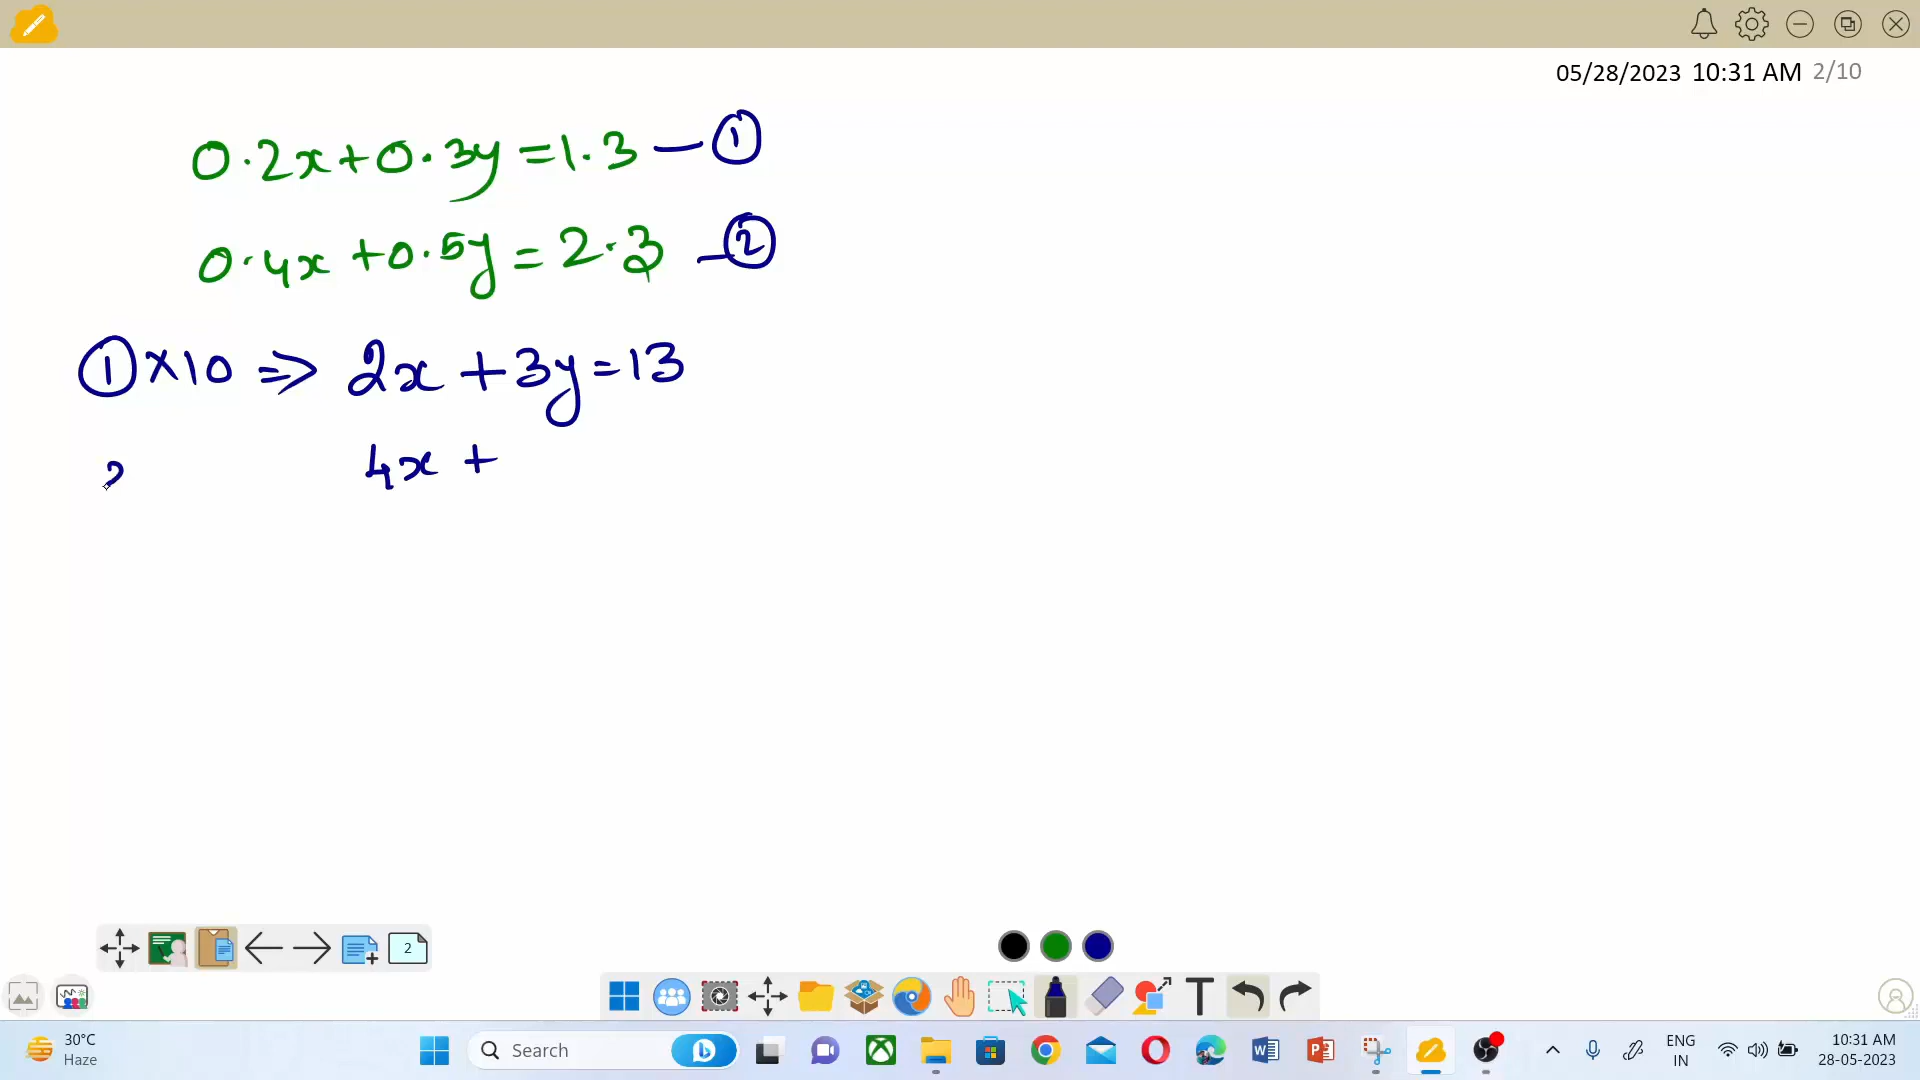 05/28/2023 10:31 AM 2/10
0.2x+0.3y=1.3 — ①
0.4x+0.5y=2.3 — ②
①×10 ⇒ 2x+3y=13
2 4x +
2
30°C
Haze
Search
ENG
IN
10:31 AM
28-05-2023